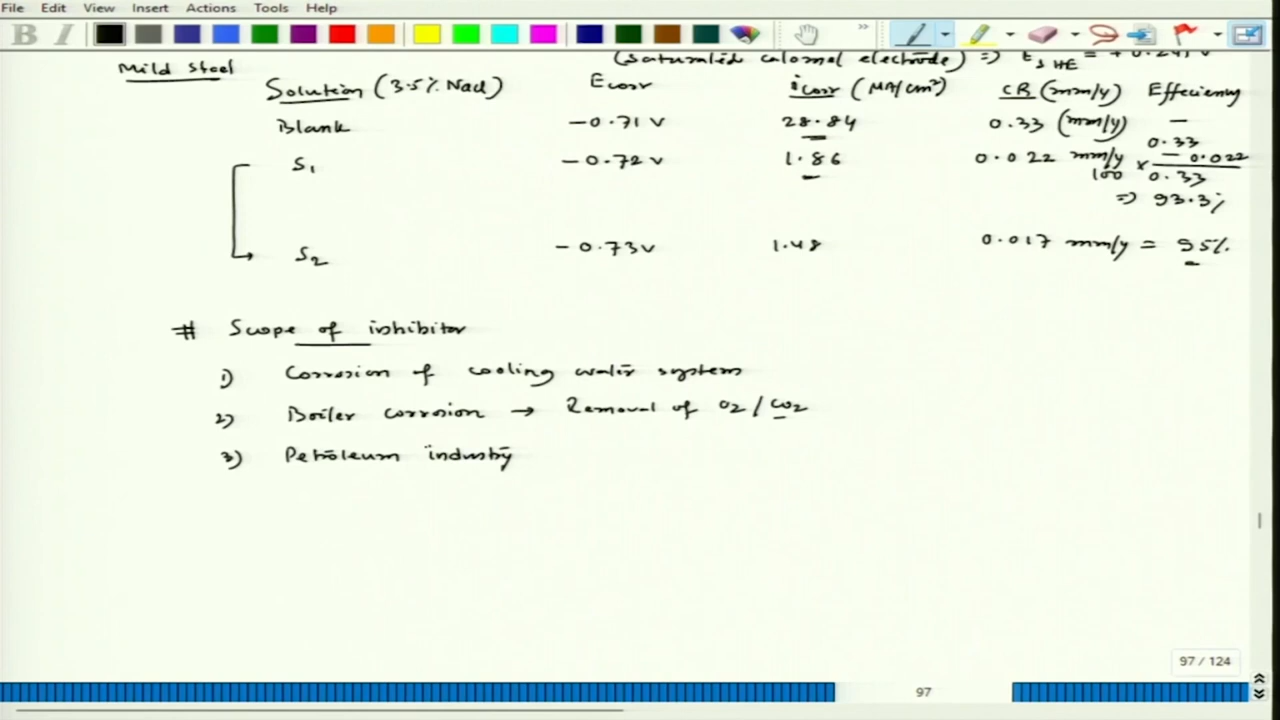 File Edit View Insert Actions Tools Help
B I
(saturated calomel electrode) => E SHE = + 0.241 V
Mild Steel
Solution (3.5% Nacl) Ecorr icorr (μA/cm²) CR (mm/y) Effeciency
Blank -0.71 V 28.84 0.33 (mm/y) -
S1 -0.72 V 1.86 0.022 mm/y 0.33 - 0.022 / 0.33 × 100
=> 93.3%
S2 -0.73 V 1.48 0.017 mm/y = 95%
# Scope of inhibitor
1) Corrosion of cooling water system
2) Boiler corrosion → Removal of O2/CO2
3) Petroleum industry
97 / 124
97